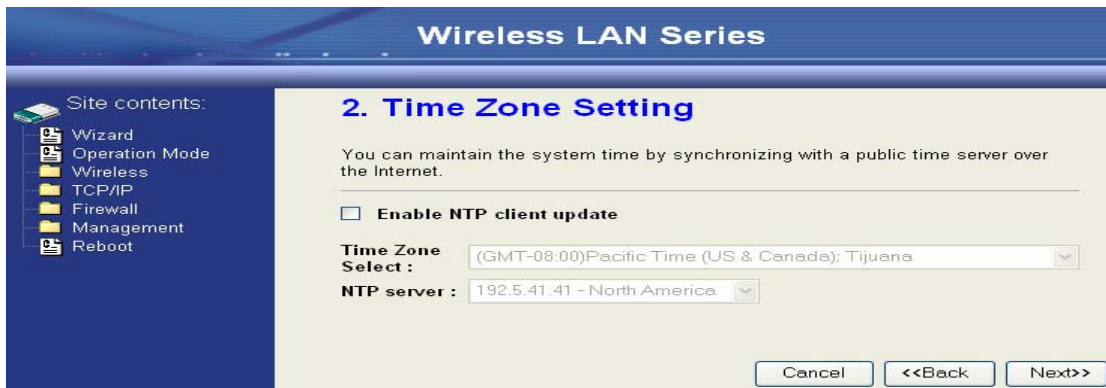 Wireless LAN Series
Site contents:
Wizard
Operation Mode
Wireless
TCP/IP
Firewall
Management
Reboot
2. Time Zone Setting
You can maintain the system time by synchronizing with a public time server over
the Internet.
Enable NTP client update
Time Zone
Select :
(GMT-08:00)Pacific Time (US & Canada); Tijuana
NTP server :
192.5.41.41 - North America
Cancel
<<Back
Next>>